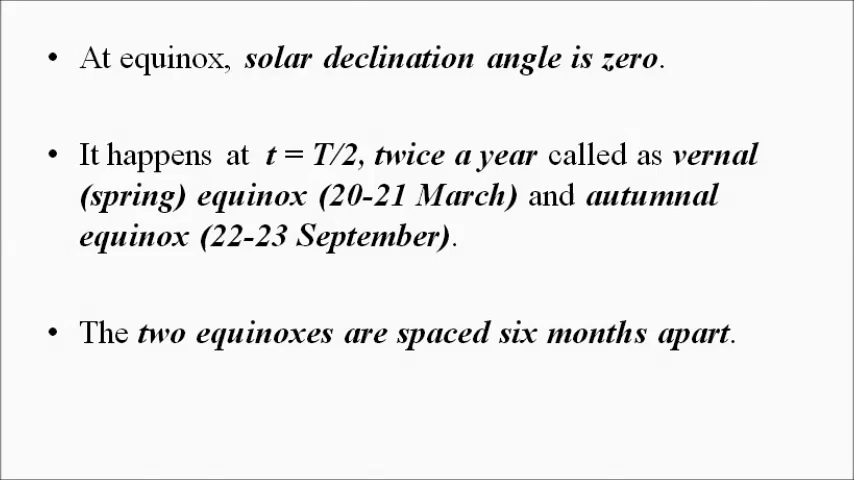 • At equinox, solar declination angle is zero.
• It happens at t = T/2, twice a year called as vernal
(spring) equinox (20-21 March) and autumnal
equinox (22-23 September).
• The two equinoxes are spaced six months apart.